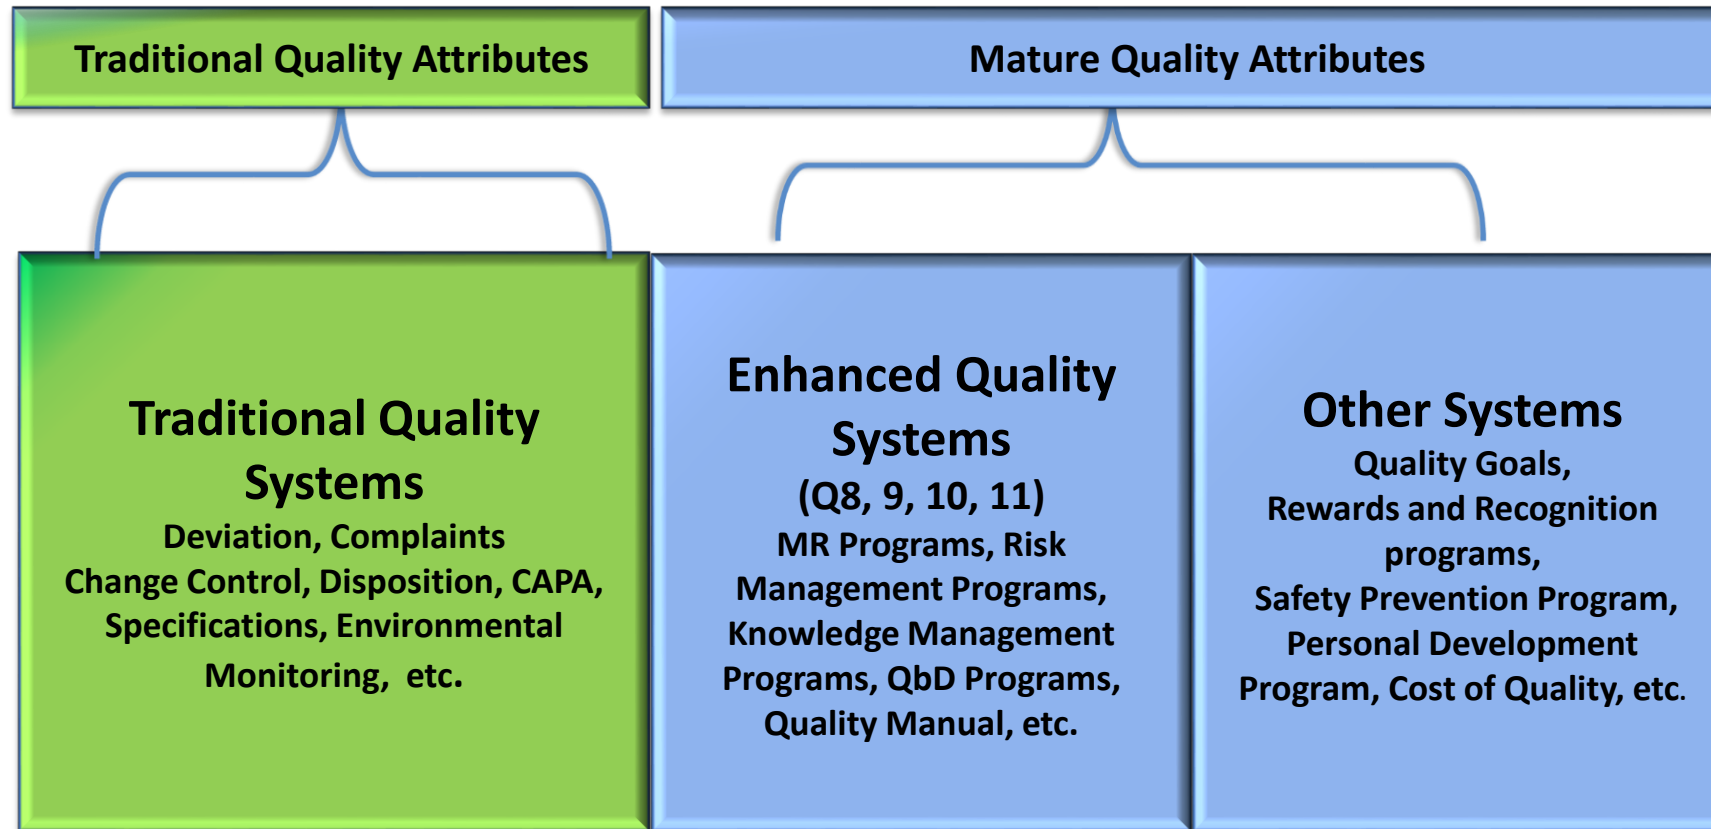 Traditional Quality Attributes
Mature Quality Attributes
Traditional Quality
Systems
Deviation, Complaints
Change Control, Disposition, CAPA,
Specifications, Environmental
Monitoring, etc.
Enhanced Quality
Systems
(Q8, 9, 10, 11)
MR Programs, Risk
Management Programs,
Knowledge Management
Programs, QbD Programs,
Quality Manual, etc.
Other Systems
Quality Goals,
Rewards and Recognition
programs,
Safety Prevention Program,
Personal Development
Program, Cost of Quality, etc.